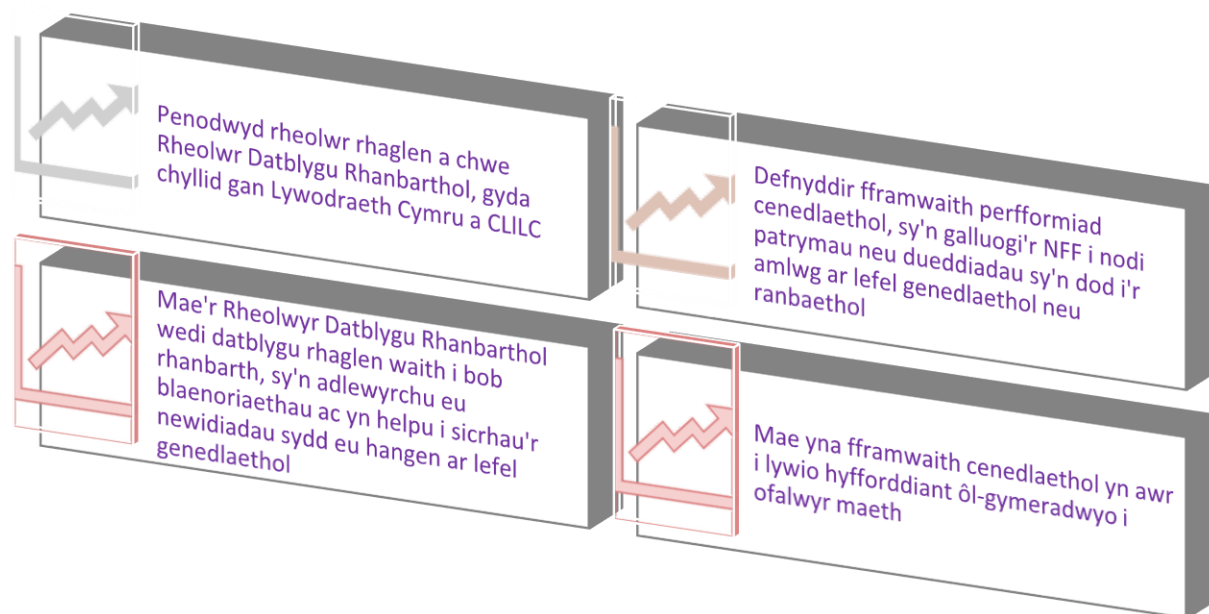 Penodwyd rheolwr rhaglen a chwe
Rheolwr Datblygu Rhanbarthol, gyda
chyllid gan Lywodraeth Cymru a CLILC
Defnyddir fframwaith perfformiad
cenedlaethol, sy'n galluogi'r NFF i nodi
patrymau neu dueddiadau sy'n dod i'r
amlwg ar lefel genedlaethol neu
ranbaethol
Mae'r Rheolwyr Datblygu Rhanbarthol
wedi datblygu rhaglen waith i bob
rhanbarth, sy'n adlewyrchu eu
blaenoriaethau ac yn helpu i sicrhau'r
newidiadau sydd eu hangen ar lefel
genedlaethol
Mae yna fframwaith cenedlaethol yn awr
i lywio hyfforddiant ôl-gymeradwyo i
ofalwyr maeth